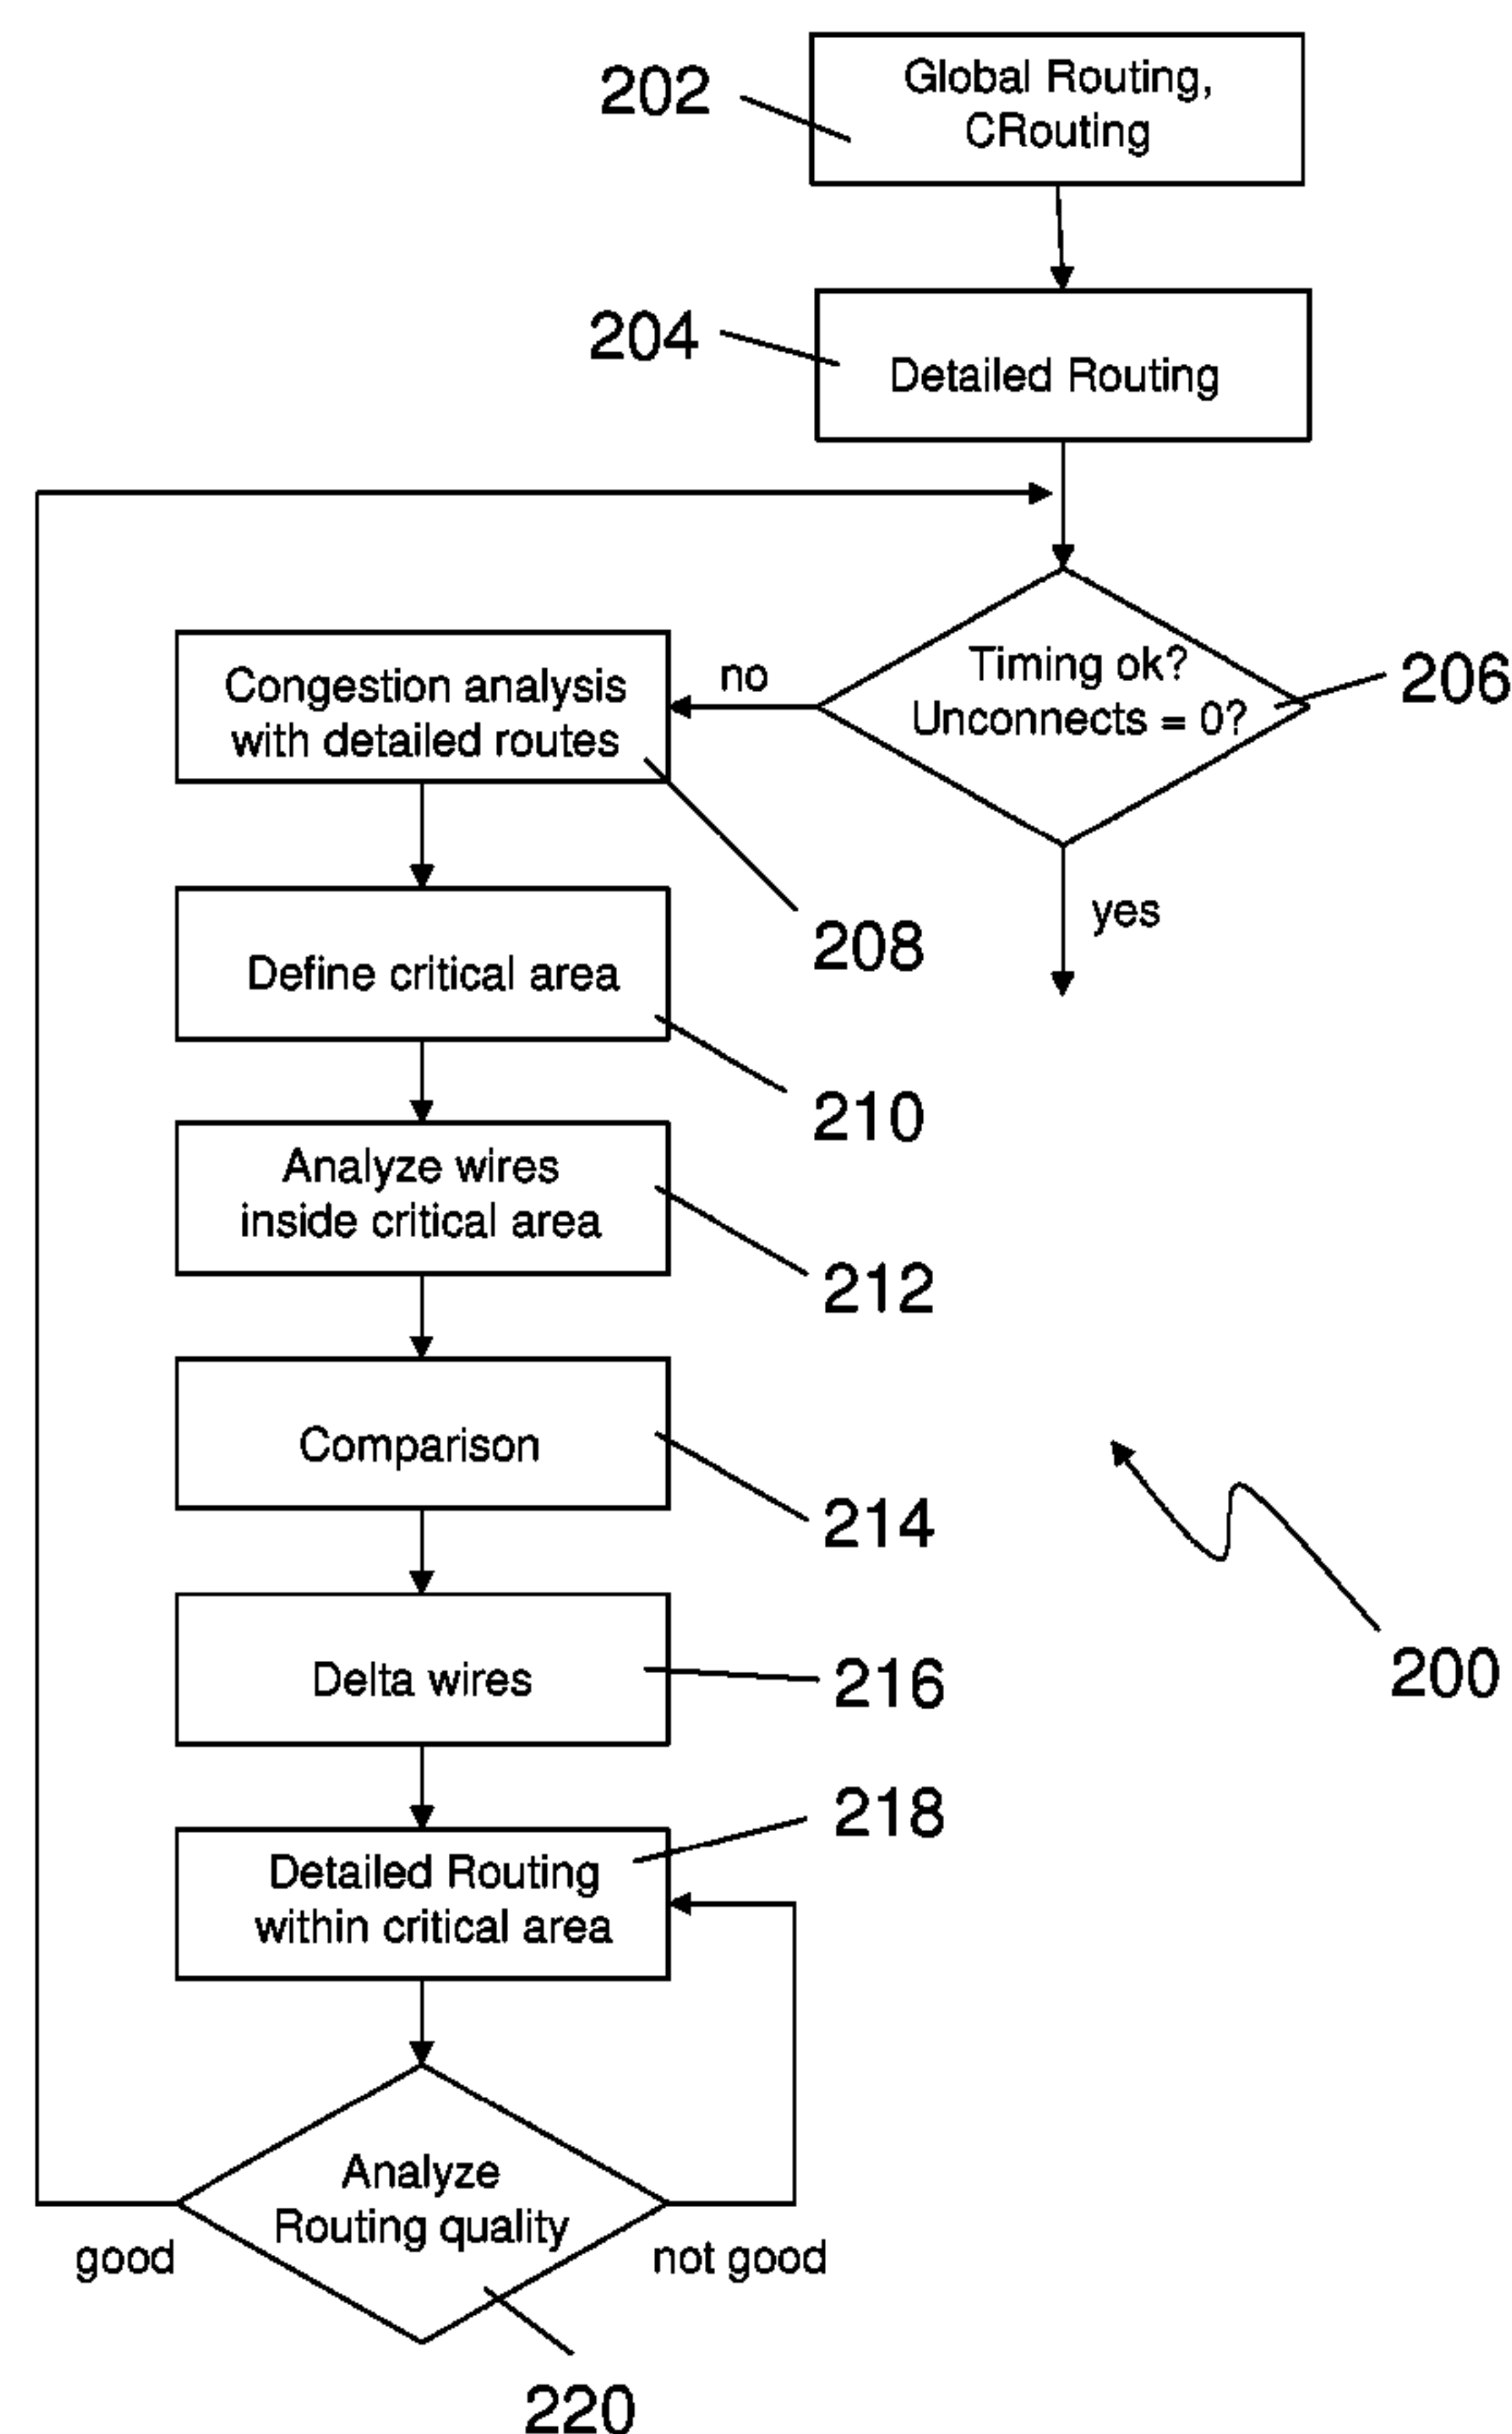 202
Global Routing,
CRouting
204
Detailed Routing
Timing ok?
Unconnects = 0?
206
no
yes
Congestion analysis
with detailed routes
208
Define critical area
210
Analyze wires
inside critical area
212
Comparison
214
Delta wires
216
200
218
Detailed Routing
within critical area
Analyze
Routing quality
good
not good
220